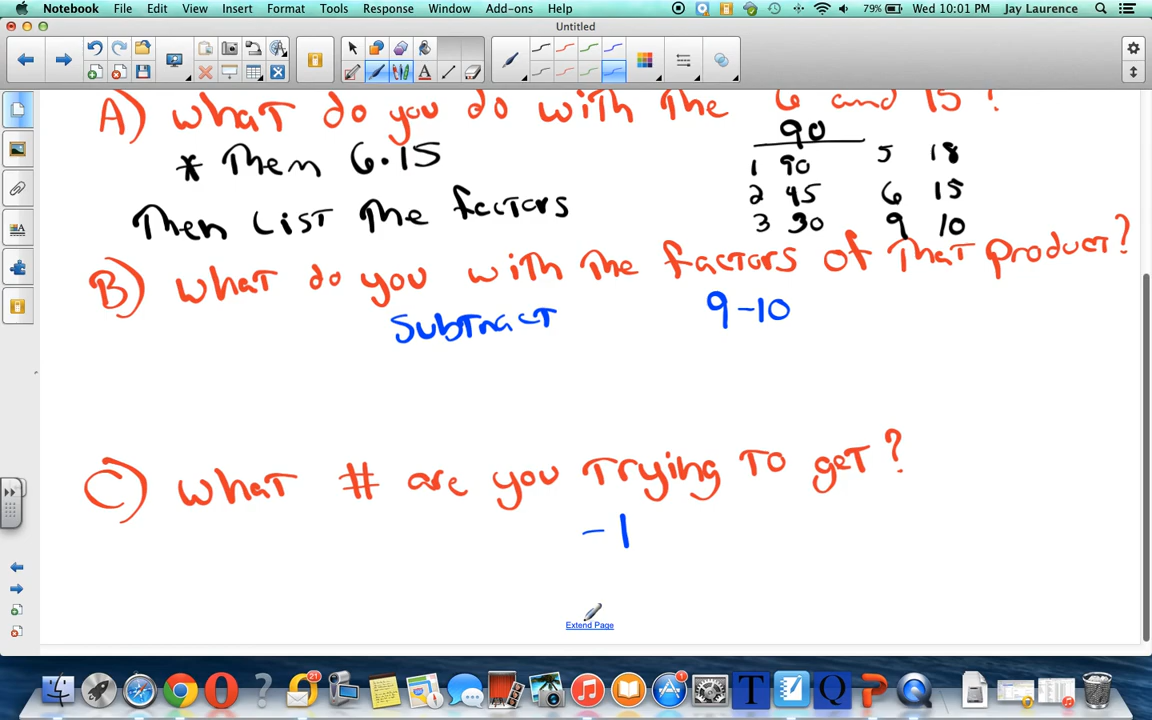 Notebook File Edit View Insert Format Tools Response Window Add-ons Help 79% Wed 10:01 PM Jay Laurence
Untitled
A) What do you do with the 6 and 15?
* Then 6·15
Then List the factors
90
1 90 5 18
2 45 6 15
3 30 9 10
B) What do you with the factors of that product?
Subtract 9-10
C) What # are you trying to get?
-1
Extend Page
21
1